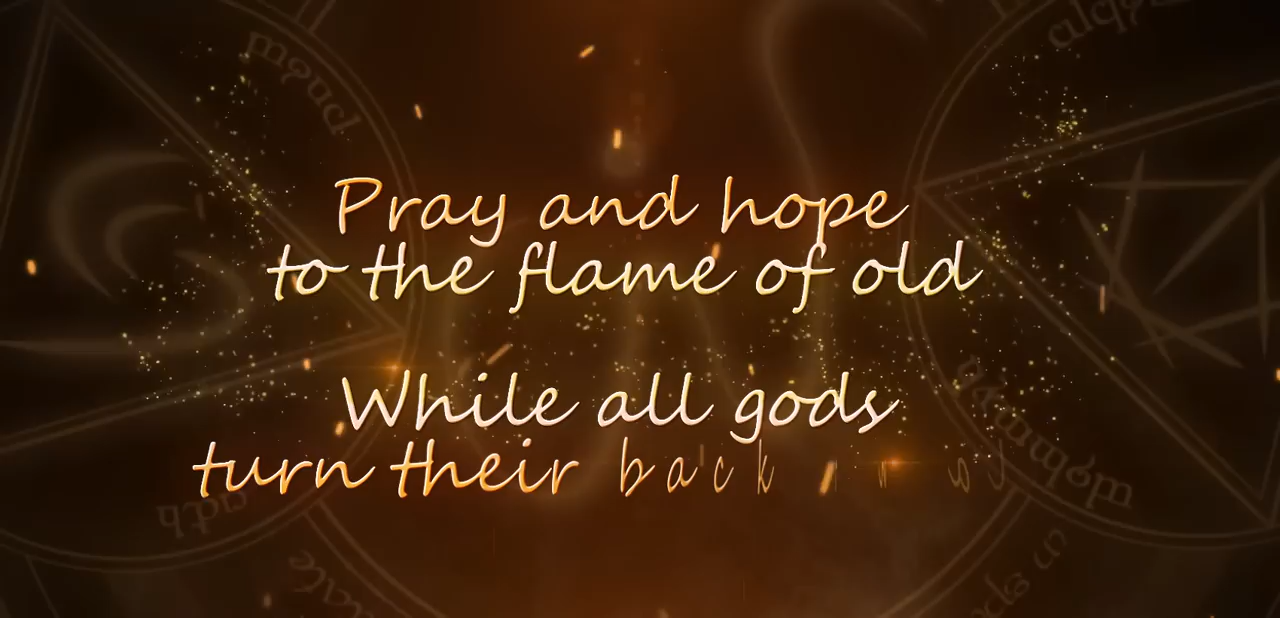 Pray and hope
to the flame of old
While all gods
turn their back